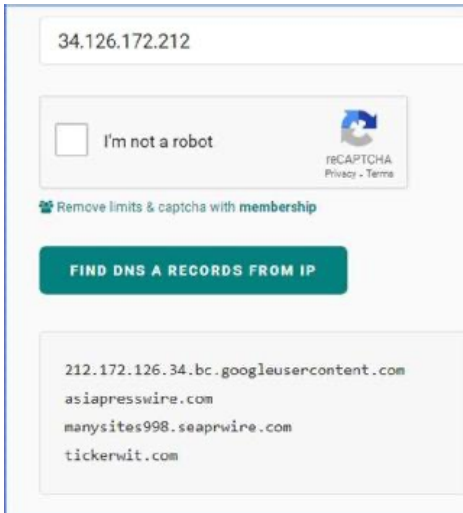 34.126.172.212
I'm not a robot
reCAPTCHA
Privacy - Terms
Remove limits & captcha with membership
FIND DNS A RECORDS FROM IP
212.172.126.34.bc.googleusercontent.com
asiapresswire.com
manysites998.seaprwire.com
tickerwit.com